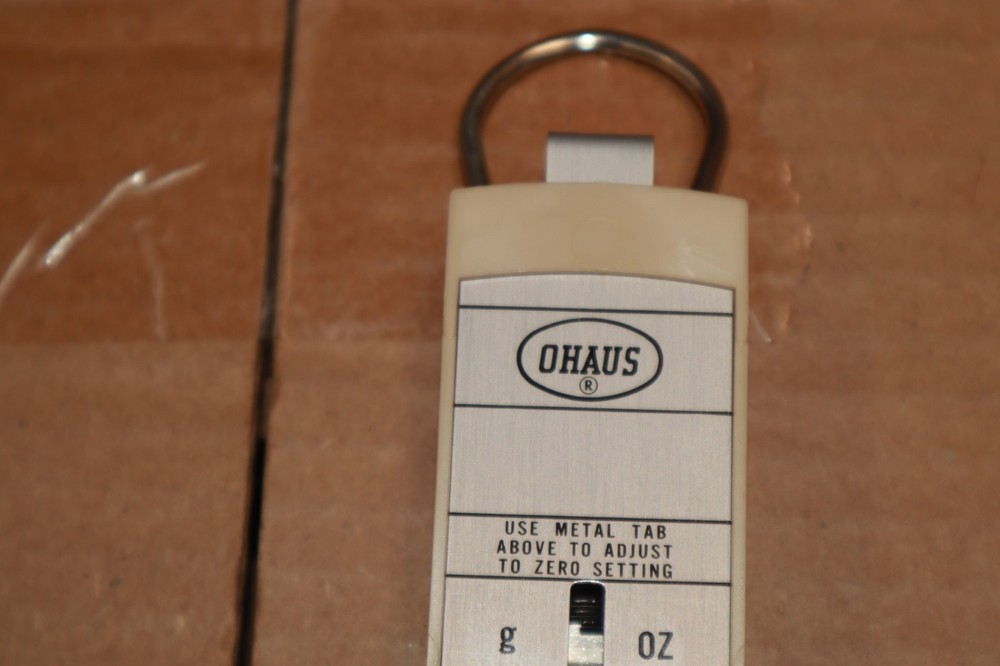 OHAUS
®
USE METAL TAB
ABOVE TO ADJUST
TO ZERO SETTING
g oz